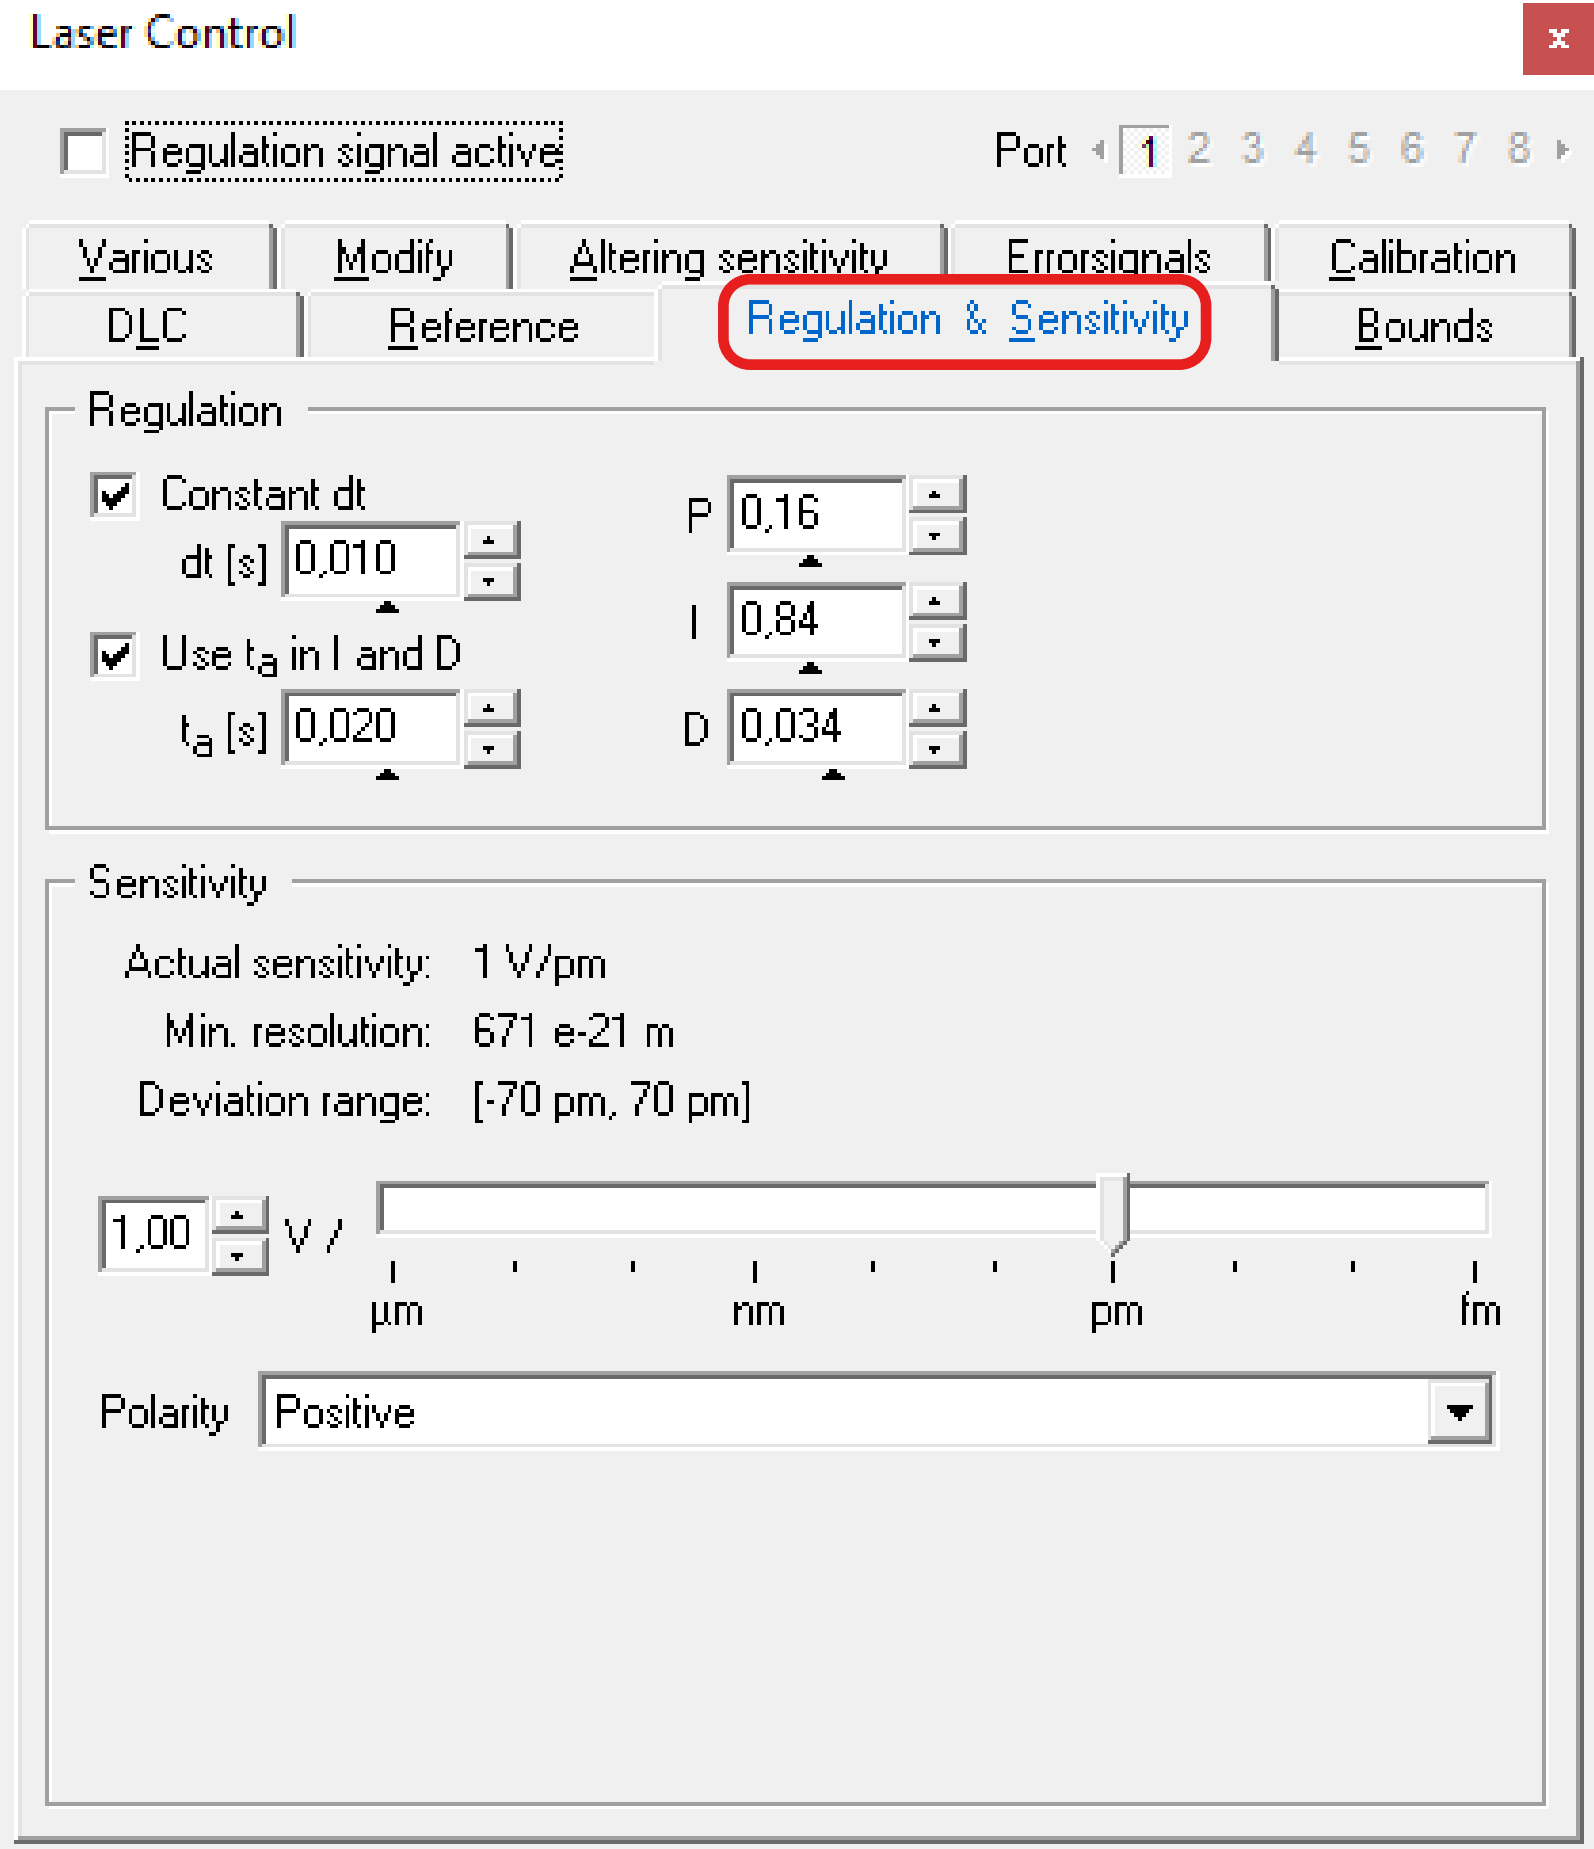 Laser Control
x
Regulation signal active
Port 1 2 3 4 5 6 7 8
Various Modify Altering sensitivity Errorsignals Calibration
DLC Reference Regulation & Sensitivity Bounds
Regulation
Constant dt
dt [s] 0,010
Use ta in I and D
ta [s] 0,020
P 0,16
I 0,84
D 0,034
Sensitivity
Actual sensitivity: 1 V/pm
Min. resolution: 671 e-21 m
Deviation range: [-70 pm, 70 pm]
1,00 V /
µm nm pm fm
Polarity Positive